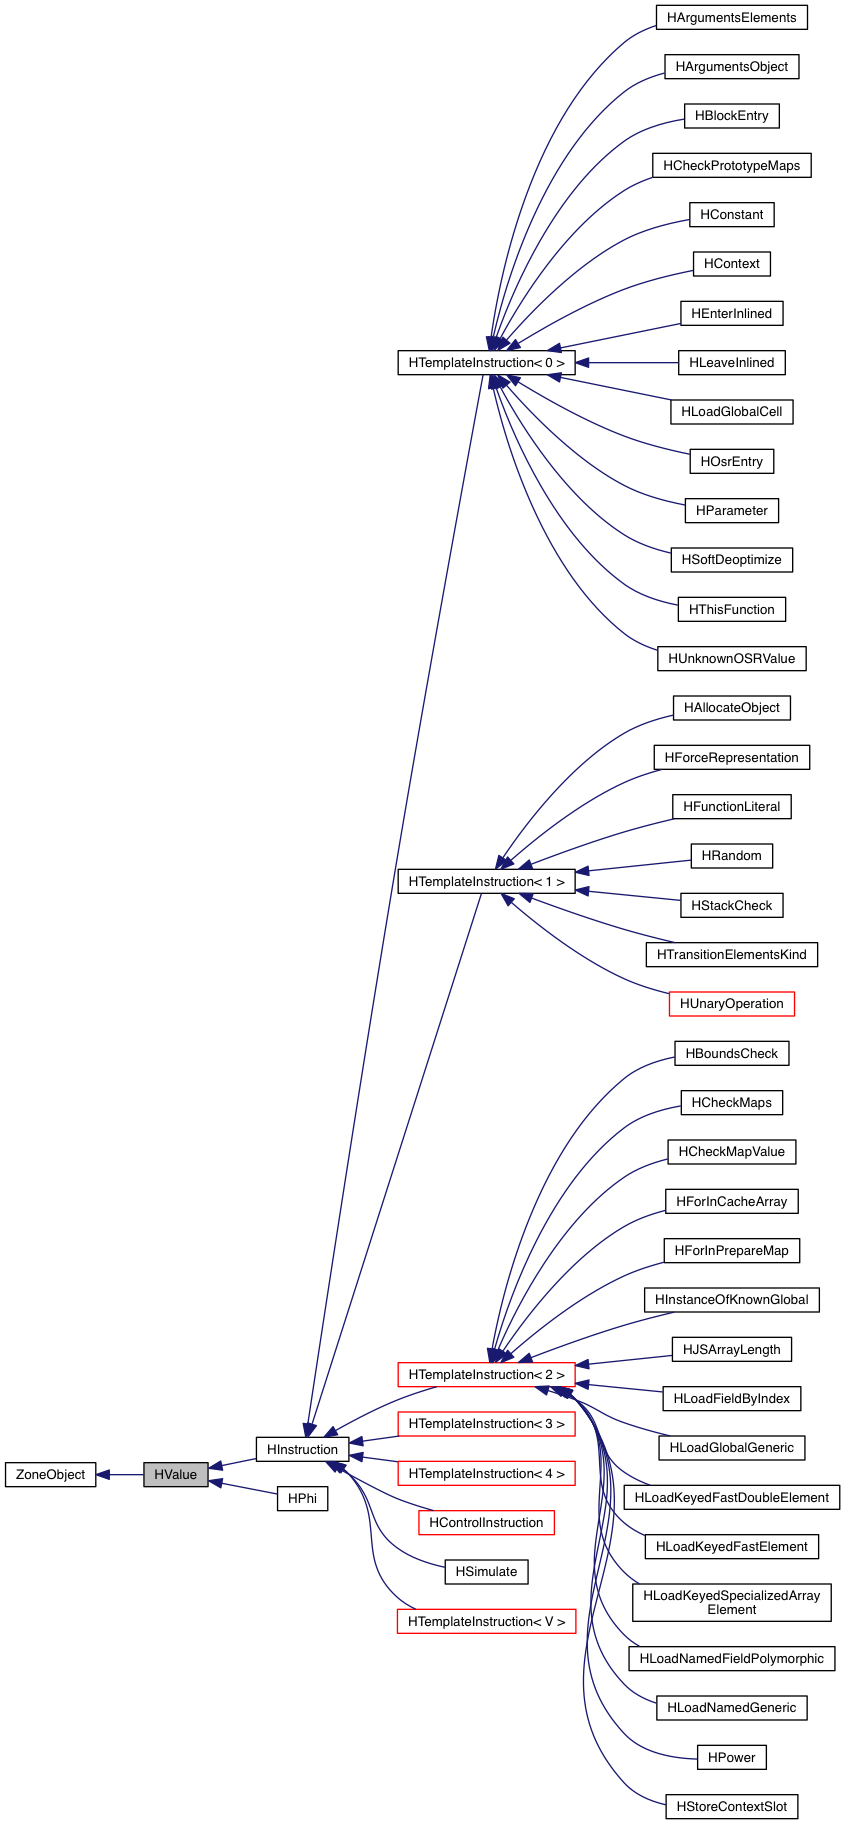 HArgumentsElements
HArgumentsObject
HBlockEntry
HCheckPrototypeMaps
HConstant
HContext
HEnterInlined
HTemplateInstruction< 0 >
HLeaveInlined
HLoadGlobalCell
HOsrEntry
HParameter
HSoftDeoptimize
HThisFunction
HUnknownOSRValue
HAllocateObject
HForceRepresentation
HFunctionLiteral
HRandom
HTemplateInstruction< 1 >
HStackCheck
HTransitionElementsKind
HUnaryOperation
HBoundsCheck
HCheckMaps
HCheckMapValue
HForInCacheArray
HForInPrepareMap
HInstanceOfKnownGlobal
HJSArrayLength
HTemplateInstruction< 2 >
HLoadFieldByIndex
HTemplateInstruction< 3 >
HInstruction
HLoadGlobalGeneric
ZoneObject
HValue
HTemplateInstruction< 4 >
HPhi
HLoadKeyedFastDoubleElement
HControlInstruction
HLoadKeyedFastElement
HSimulate
HLoadKeyedSpecializedArray
Element
HTemplateInstruction< V >
HLoadNamedFieldPolymorphic
HLoadNamedGeneric
HPower
HStoreContextSlot